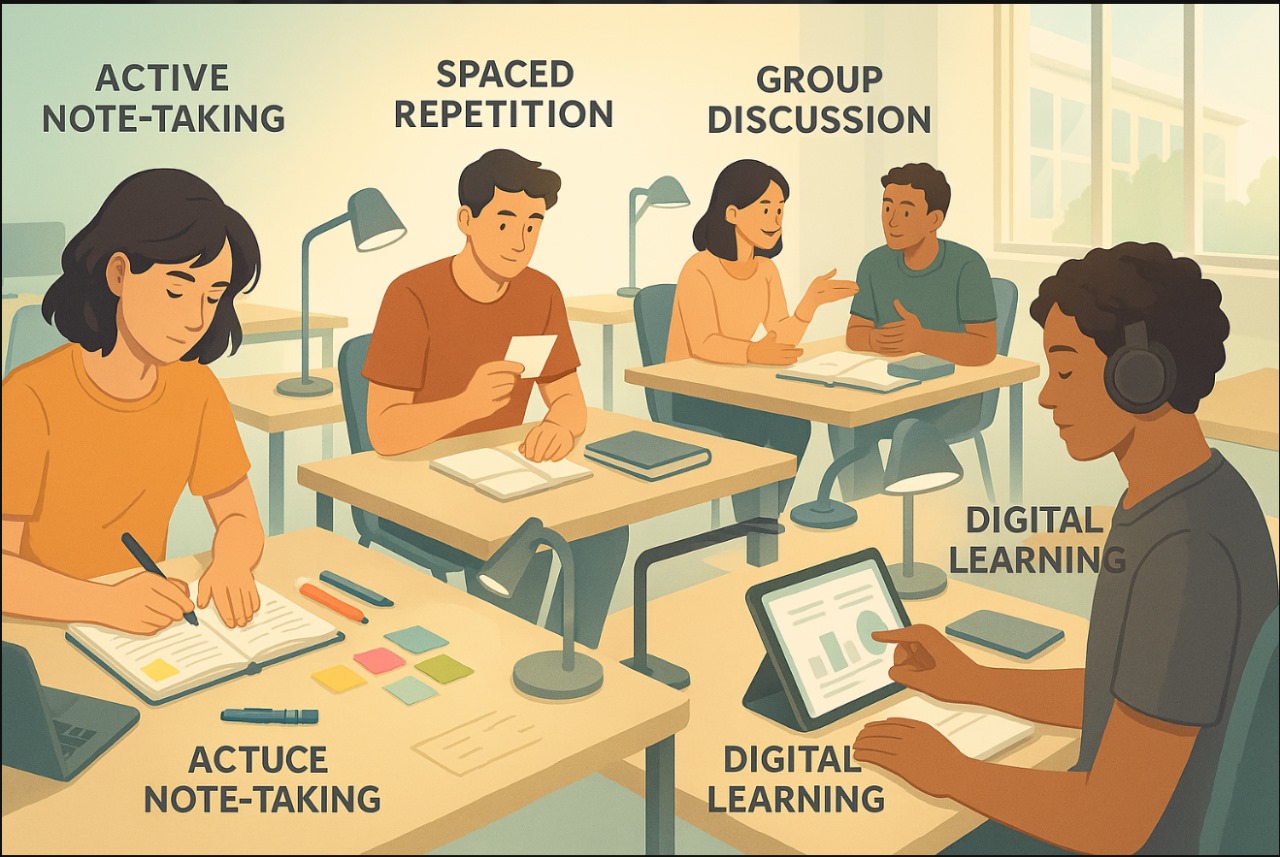 ACTIVE
NOTE-TAKING
SPACED
REPETITION
GROUP
DISCUSSION
DIGITAL
LEARNING
ACTUCE
NOTE-TAKING
DIGITAL
LEARNING